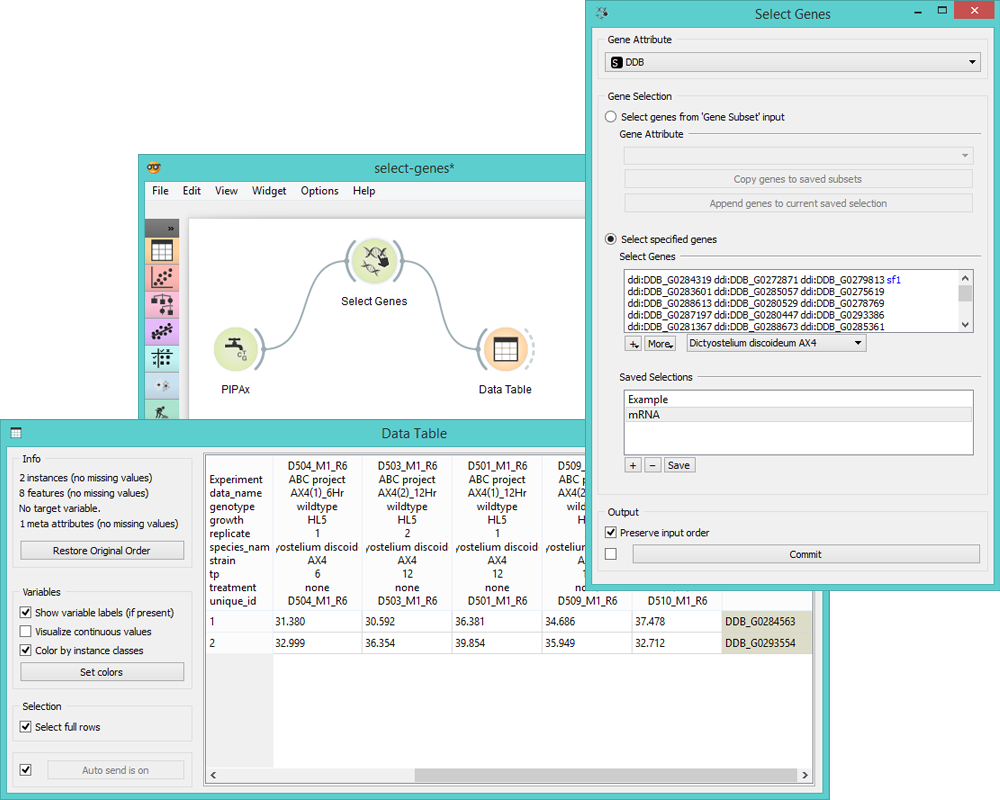 Select Genes
Gene Attribute
S DDB
Gene Selection
Select genes from 'Gene Subset' input
Gene Attribute
Copy genes to saved subsets
Append genes to current saved selection
Select specified genes
Select Genes
ddi:DDB_G0284319 ddi:DDB_G0272871 ddi:DDB_G0279813 sf1
ddi:DDB_G0283601 ddi:DDB_G0285057 ddi:DDB_G0275619
ddi:DDB_G0288613 ddi:DDB_G0280529 ddi:DDB_G0278769
ddi:DDB_G0287197 ddi:DDB_G0280447 ddi:DDB_G0293386
ddi:DDB_G0281367 ddi:DDB_G0288673 ddi:DDB_G0285361
+ More Dictyostelium discoideum AX4
Saved Selections
Example
mRNA
+ − Save
Output
Preserve input order
Commit
select-genes*
File Edit View Widget Options Help
»
Select Genes
PIPAx
Data Table
Data Table
Info
2 instances (no missing values)
8 features (no missing values)
No target variable.
1 meta attributes (no missing values)
Restore Original Order
Variables
Show variable labels (if present)
Visualize continuous values
Color by instance classes
Set colors
Selection
Select full rows
Auto send is on
D504_M1_R6 D503_M1_R6 D501_M1_R6 D509_
Experiment ABC project ABC project ABC project ABC
data_name AX4(1)_6Hr AX4(2)_12Hr AX4(1)_12Hr AX4(2
genotype wildtype wildtype wildtype wil
growth HL5 HL5 HL5 H
replicate 1 2 1
species_nam yostelium discoid yostelium discoid yostelium discoid yosteliu
strain AX4 AX4 AX4 A
tp 6 12 12
treatment none none none n
unique_id D504_M1_R6 D503_M1_R6 D501_M1_R6 D509_M1_R6 D510_M1_R6
1 31.380 30.592 36.381 34.686 37.478 DDB_G0284563
2 32.999 36.354 39.854 35.949 32.712 DDB_G0293554